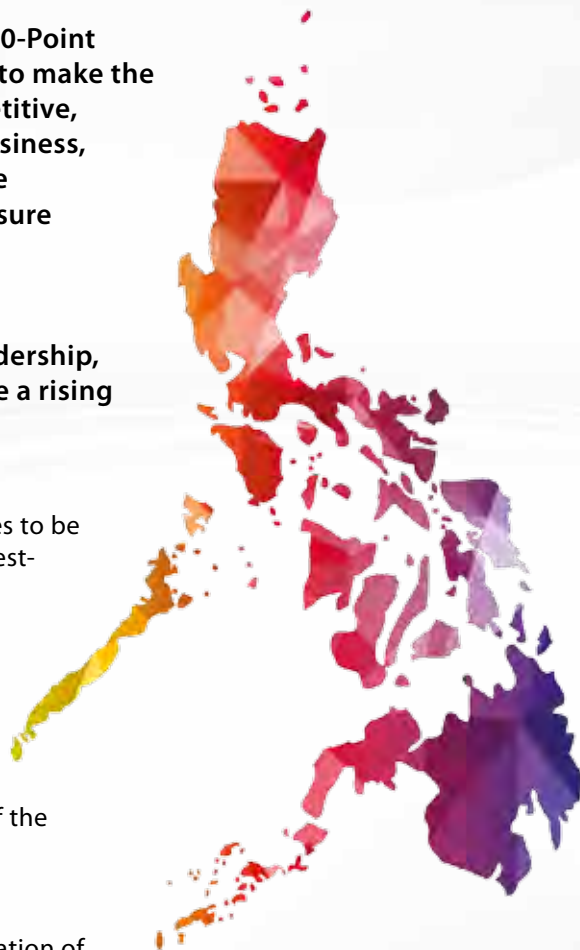 0-Point
to make the
titive,
siness,
e
sure
dership,
e a rising
es to be
est-
f the
ation of